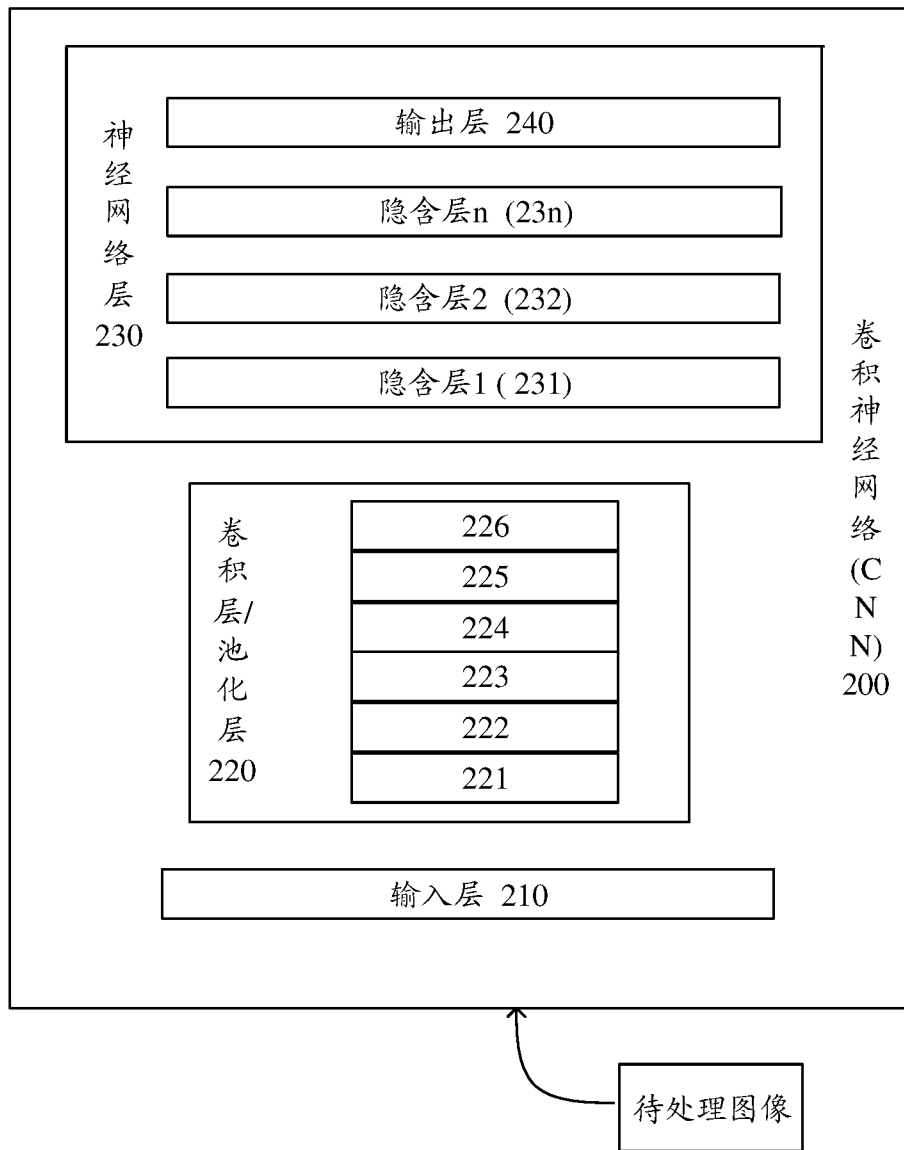 神经网络层
230
输出层 240
隐含层n (23n)
隐含层2 (232)
隐含层1 ( 231)
卷积神经网络(CNN)
200
卷积层/池化层
220
226
225
224
223
222
221
输入层 210
待处理图像